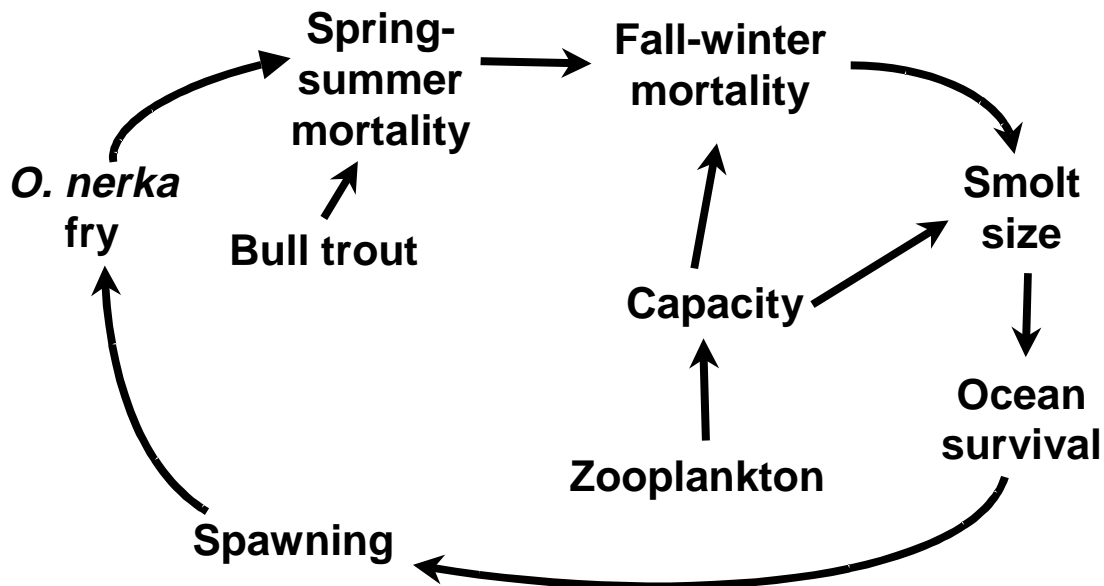 Spring-
summer
mortality
Fall-winter
mortality
O. nerka
fry
Bull trout
Smolt
size
Capacity
Ocean
survival
Zooplankton
Spawning